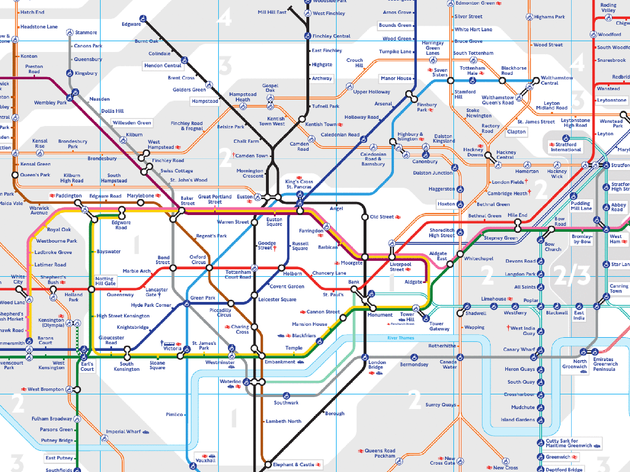 Hatch End
Edgware
4
Mill Hill East
West Finchley
Edmonton Green
Silver Street
Highams Park
Roding
Valley
Headstone Lane
Stanmore
Canons Park
Burnt Oak
Colindale
Hendon Central
Finchley Central
East Finchley
Bounds Green
Wood Green
White Hart Lane
Wood Street
South Woodford
Queensbury
Kingsbury
Brent Cross
Golders Green
3
Highgate
Archway
Turnpike Lane
Harringay
Green
Lanes
Bruce Grove
South Tottenham
Kenton
Preston
Road
Hampstead
Gospel
Oak
Crouch
Hill
Manor House
Seven
Sisters
Tottenham
Hale
Blackhorse
Road
Walthamstow
Central
4
Snaresbrook
Wembley Park
Neasden
Dollis Hill
Willesden Green
Hampstead
Heath
Tufnell Park
Upper Holloway
Arsenal
Finsbury
Park
Stamford
Hill
Walthamstow
Queen's Road
Leyton
Midland Road
3
Leytonstone
Kilburn
Finchley Road
& Frognal
Kentish
Town West
Kentish Town
Holloway Road
Stoke
Newington
St. James Street
Leytonstone
High Road
Kensal
Rise
Brondesbury
Park
Belsize Park
Chalk Farm
Camden Town
Camden
Road
Caledonian Road
Caledonian
Road &
Barnsbury
Highbury &
Islington
Canonbury
Dalston
Kingsland
Rectory
Road
Clapton
Leyton
Brondesbury
West
Hampstead
Finchley Road
2
Dalston Junction
Hackney
Downs
Hackney
Central
Stratford
International
Kensal Green
Queen's Park
Kilburn
High Road
South
Hampstead
Swiss Cottage
St. John's Wood
Mornington
Crescent
Haggerston
London Fields
Homerton
Hackney
Wick
Stratford
Maida Vale
Paddington
Edgware Road
Marylebone
Baker
Street
Great Portland
Street
Euston
King's Cross
St. Pancras
Hoxton
Cambridge
Heath
2
Pudding
Mill Lane
Abbey
Road
Warwick
Avenue
Royal Oak
Edgware
Road
Warren Street
Euston
Square
Angel
Old Street
Bethnal Green
Mile End
Bow
Road
Westbourne Park
Ladbroke Grove
Latimer Road
Bayswater
Goodge
Street
Russell
Square
Farringdon
Barbican
Moorgate
Liverpool
Street
Shoreditch
High Street
Bethnal
Green
Stepney Green
Bow
Church
Bromley
by Bow
West
Ham
White
City
Shepherd's
Bush
Holland
Park
Notting
Hill Gate
Marble Arch
Bond
Street
Oxford
Circus
Tottenham
Court Road
Holborn
Chancery Lane
St. Paul's
Bank
Aldgate
Aldgate
East
Whitechapel
Devons Road
Langdon Park
All Saints
2/3
Star Lane
Queensway
Lancaster
Gate
Hyde Park Corner
Green Park
Covent Garden
Leicester Square
Monument
Tower
Hill
Tower
Gateway
Shadwell
Limehouse
Westferry
Poplar
Canning
Town
Kensington
(Olympia)
High Street Kensington
Knightsbridge
Piccadilly
Circus
Charing
Cross
Cannon Street
Mansion House
Wapping
West India
Quay
Barons
Court
Earl's
Court
Gloucester
Road
South
Kensington
Sloane
Square
Victoria
St. James's
Park
Westminster
Embankment
Temple
River Thames
London
Bridge
Bermondsey
Rotherhithe
Canada
Water
Canary Wharf
Heron Quays
North
Greenwich
Emirates
Greenwich
Peninsula
West Brompton
Waterloo
Southwark
South Quay
Crossharbour
2
Fulham Broadway
Parsons Green
Putney Bridge
East Putney
Southfields
Imperial Wharf
Pimlico
Vauxhall
1
Lambeth North
Borough
Elephant & Castle
2
Surrey Quays
Queens Road
Peckham
New
Cross Gate
New
Cross
Mudchute
Island Gardens
Cutty Sark for
Maritime Greenwich
Greenwich
Deptford Bridge
3